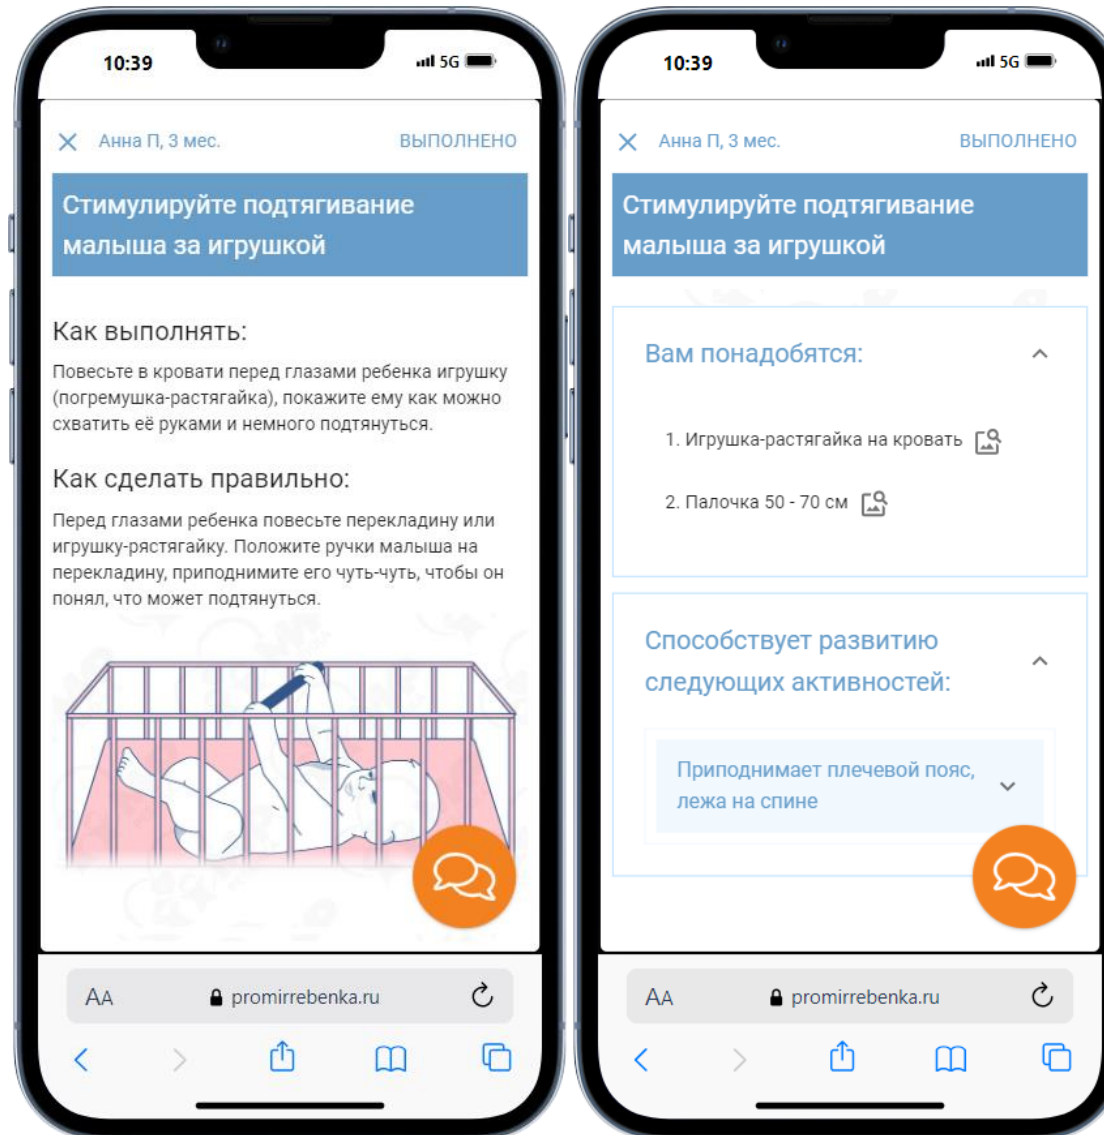 10:39
5G
Анна П, 3 мес.
ВЫПОЛНЕНО
Стимулируйте подтягивание
малыша за игрушкой
Как выполнять:
Повесьте в кровати перед глазами ребенка игрушку
(погремушка-растягайка), покажите ему как можно
схватить её руками и немного подтянуться.
Как сделать правильно:
Перед глазами ребенка повесьте перекладину или
игрушку-рястягайку. Положите ручки малыша на
перекладину, приподнимите его чуть-чуть, чтобы он
понял, что может подтянуться.
AA
promirrebenka.ru
10:39
5G
Анна П, 3 мес.
ВЫПОЛНЕНО
Стимулируйте подтягивание
малыша за игрушкой
Вам понадобятся:
1. Игрушка-растягайка на кровать
2. Палочка 50 - 70 см
Способствует развитию
следующих активностей:
Приподнимает плечевой пояс,
лежа на спине
AA
promirrebenka.ru